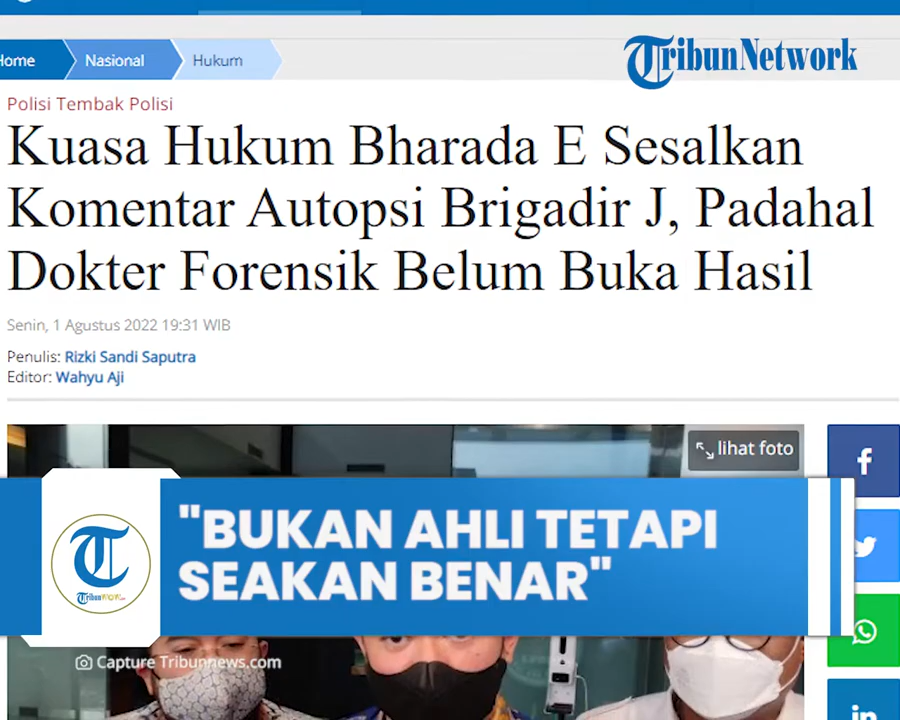 Home
Nasional
Hukum
TribunNetwork
Polisi Tembak Polisi
Kuasa Hukum Bharada E Sesalkan
Komentar Autopsi Brigadir J, Padahal
Dokter Forensik Belum Buka Hasil
Senin, 1 Agustus 2022 19:31 WIB
Penulis: Rizki Sandi Saputra
Editor: Wahyu Aji
lihat foto
"BUKAN AHLI TETAPI
SEAKAN BENAR"
Capture Tribunnews.com